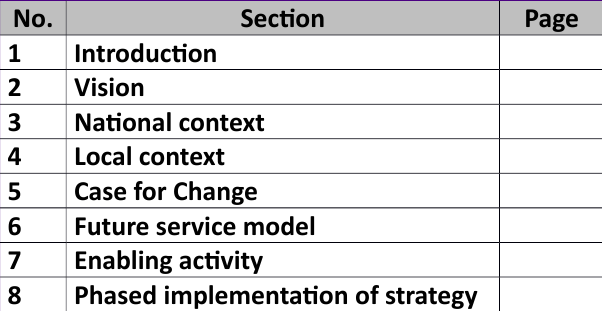 No. Section Page
1 Introduction
2 Vision
3 National context
4 Local context
5 Case for Change
6 Future service model
7 Enabling activity
8 Phased implementation of strategy